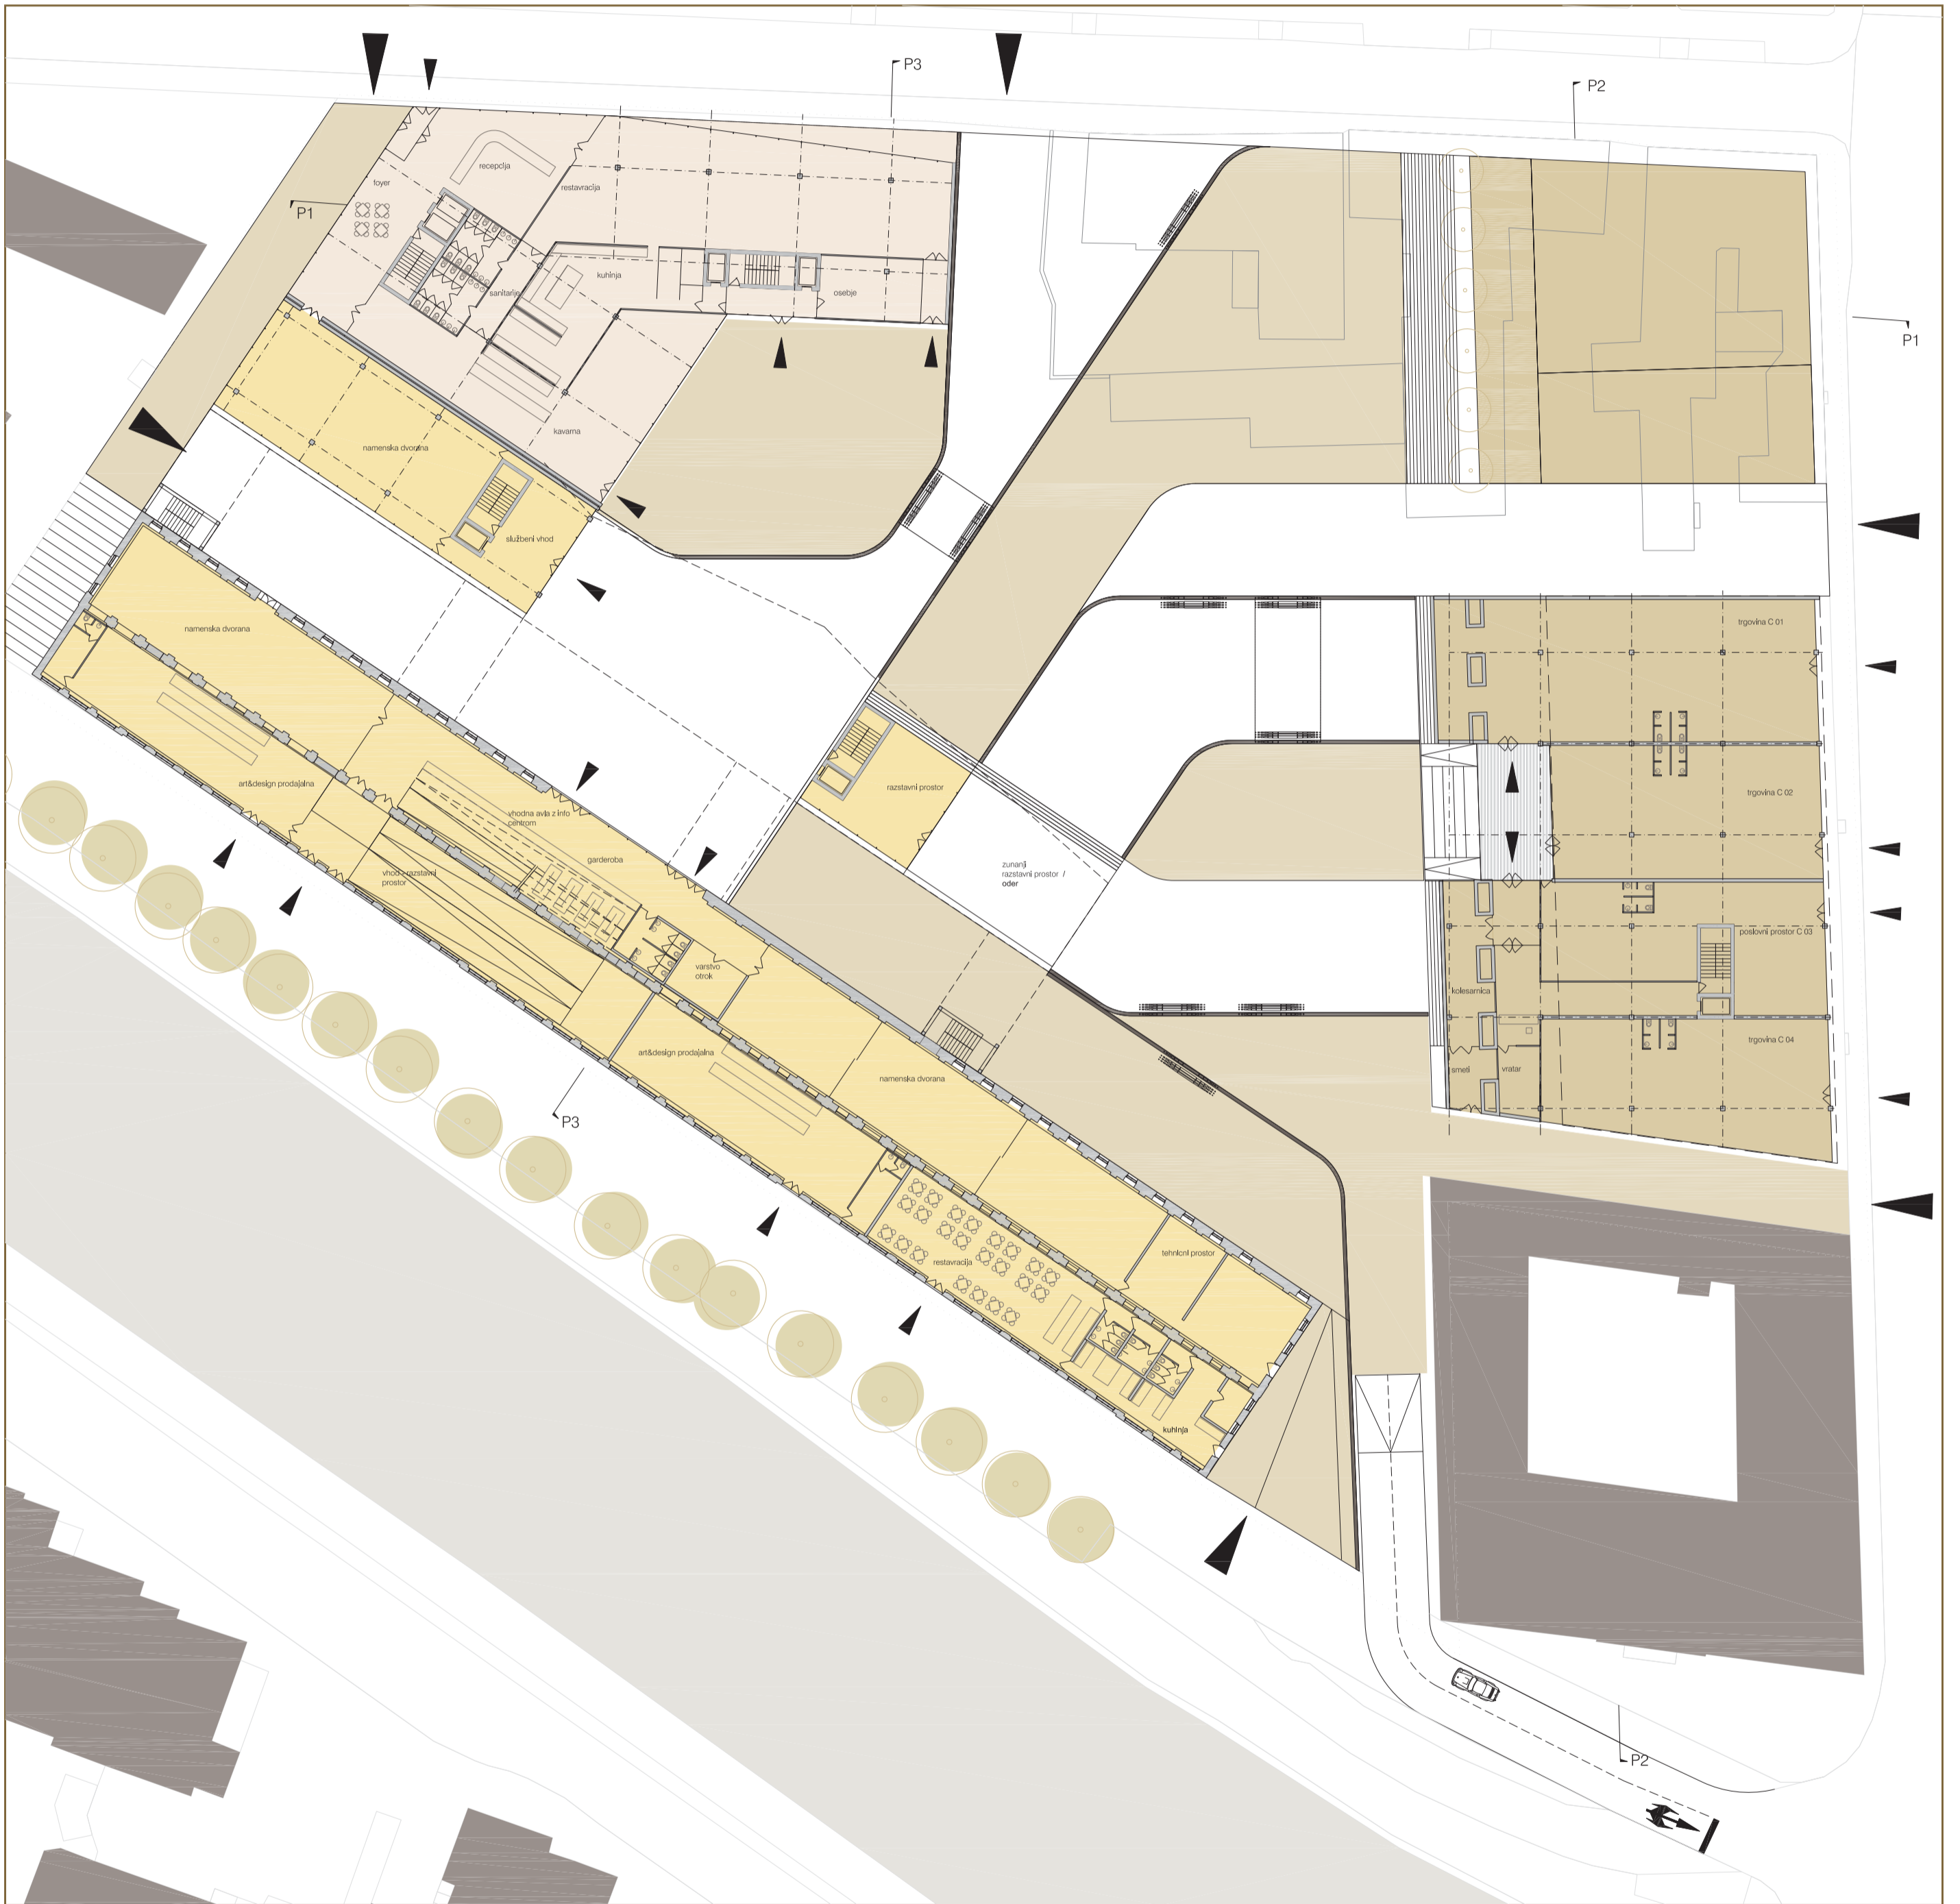 P3
P2
recepcija
foyer
restavracija
P1
kuhinja
sanitarije
osebje
P1
kavarna
namenska dvorana
službeni vhod
trgovina C 01
namenska dvorana
art&design prodajalna
razstavni prostor
trgovina C 02
vhodna avla z info
centrom
garderoba
vhod - razstavni
prostor
zunanji
razstavni prostor /
oder
poslovni prostor C 03
varstvo
otrok
kolesarnica
art&design prodajalna
trgovina C 04
namenska dvorana
smeti
vratar
P3
tehnicni prostor
restavracija
kuhinja
P2